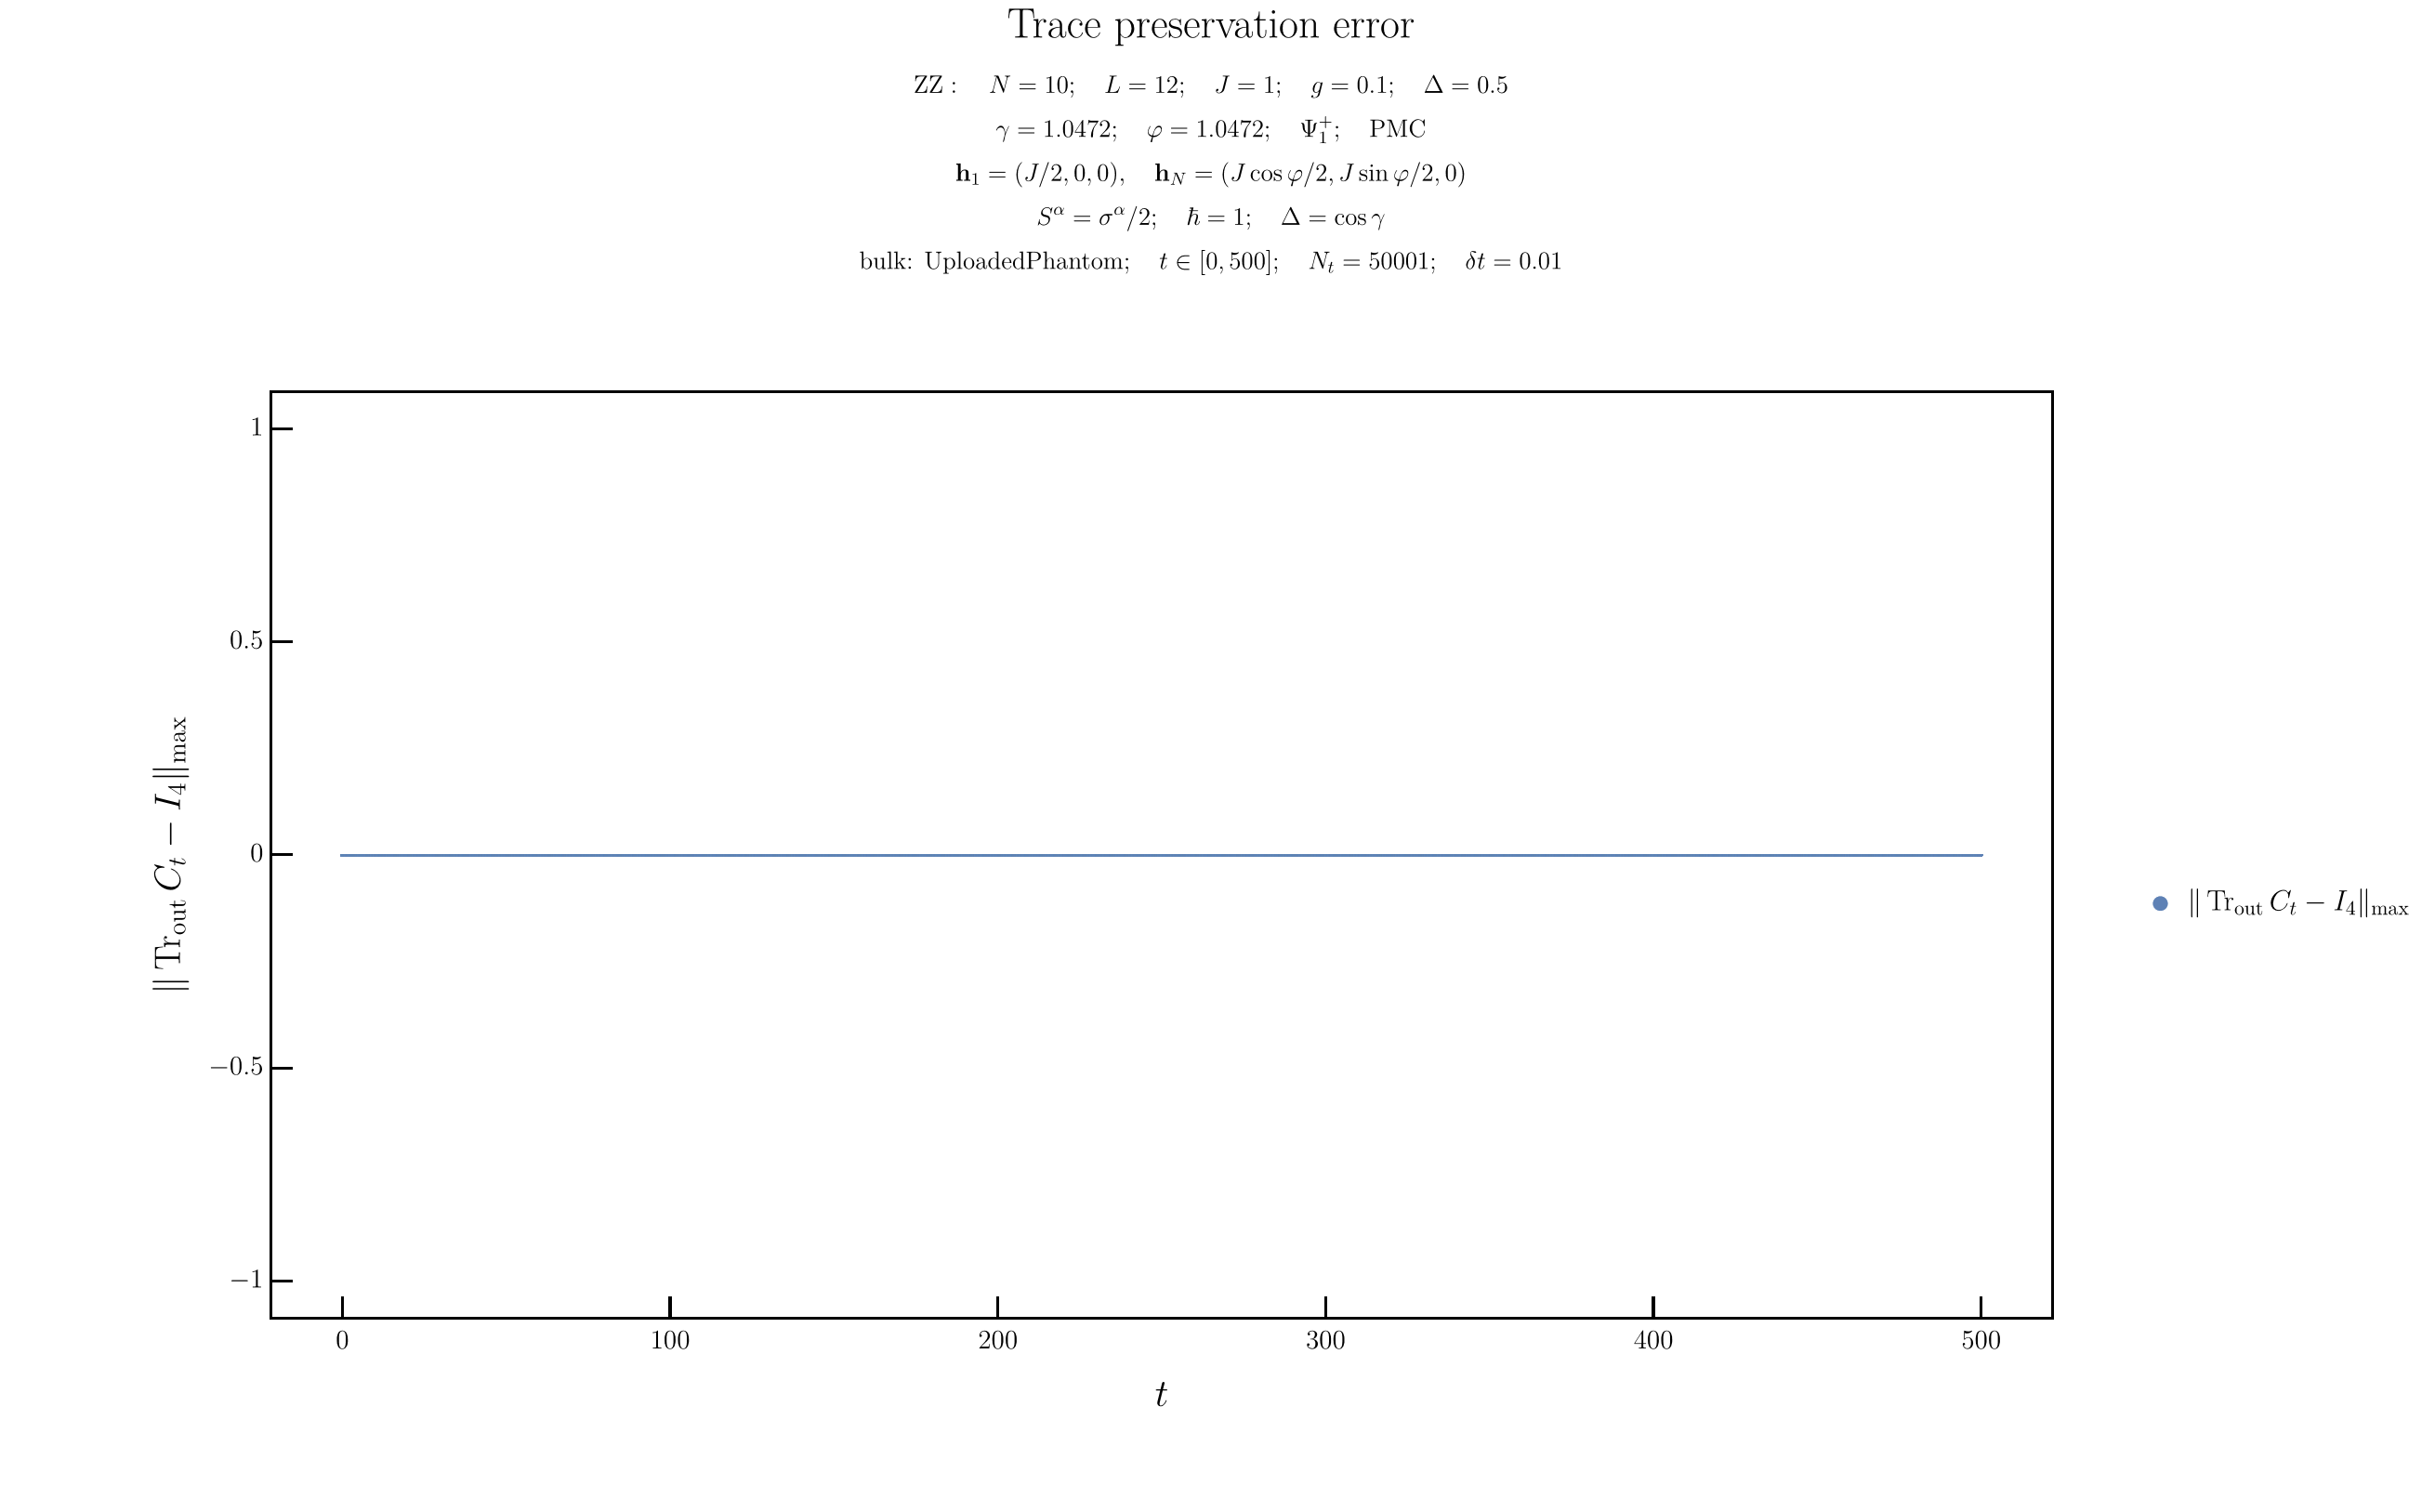 Trace preservation error
ZZ : N = 10; L = 12; J = 1; g = 0.1; Δ = 0.5
γ = 1.0472; φ = 1.0472; Ψ₁⁺; PMC
h₁ = (J/2, 0, 0), h_N = (J cos φ/2, J sin φ/2, 0)
S^α = σ^α/2; ħ = 1; Δ = cos γ
bulk: UploadedPhantom; t ∈ [0, 500]; N_t = 50001; δt = 0.01
1
0.5
0
−0.5
−1
‖ Tr_out C_t − I₄‖_max
‖ Tr_out C_t − I₄‖_max
0 100 200 300 400 500
t